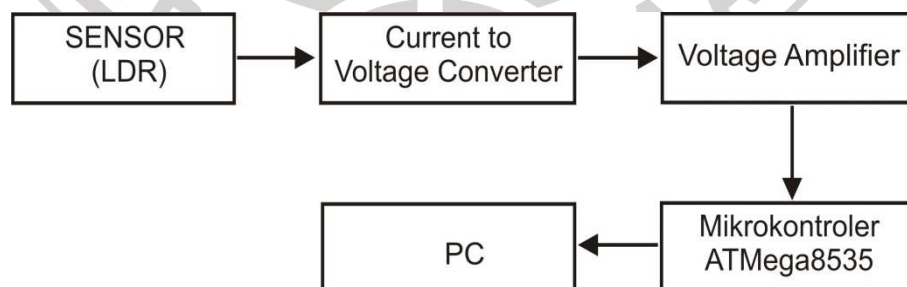 SENSOR
(LDR)
Current to
Voltage Converter
Voltage Amplifier
Mikrokontroler
ATMega8535
PC